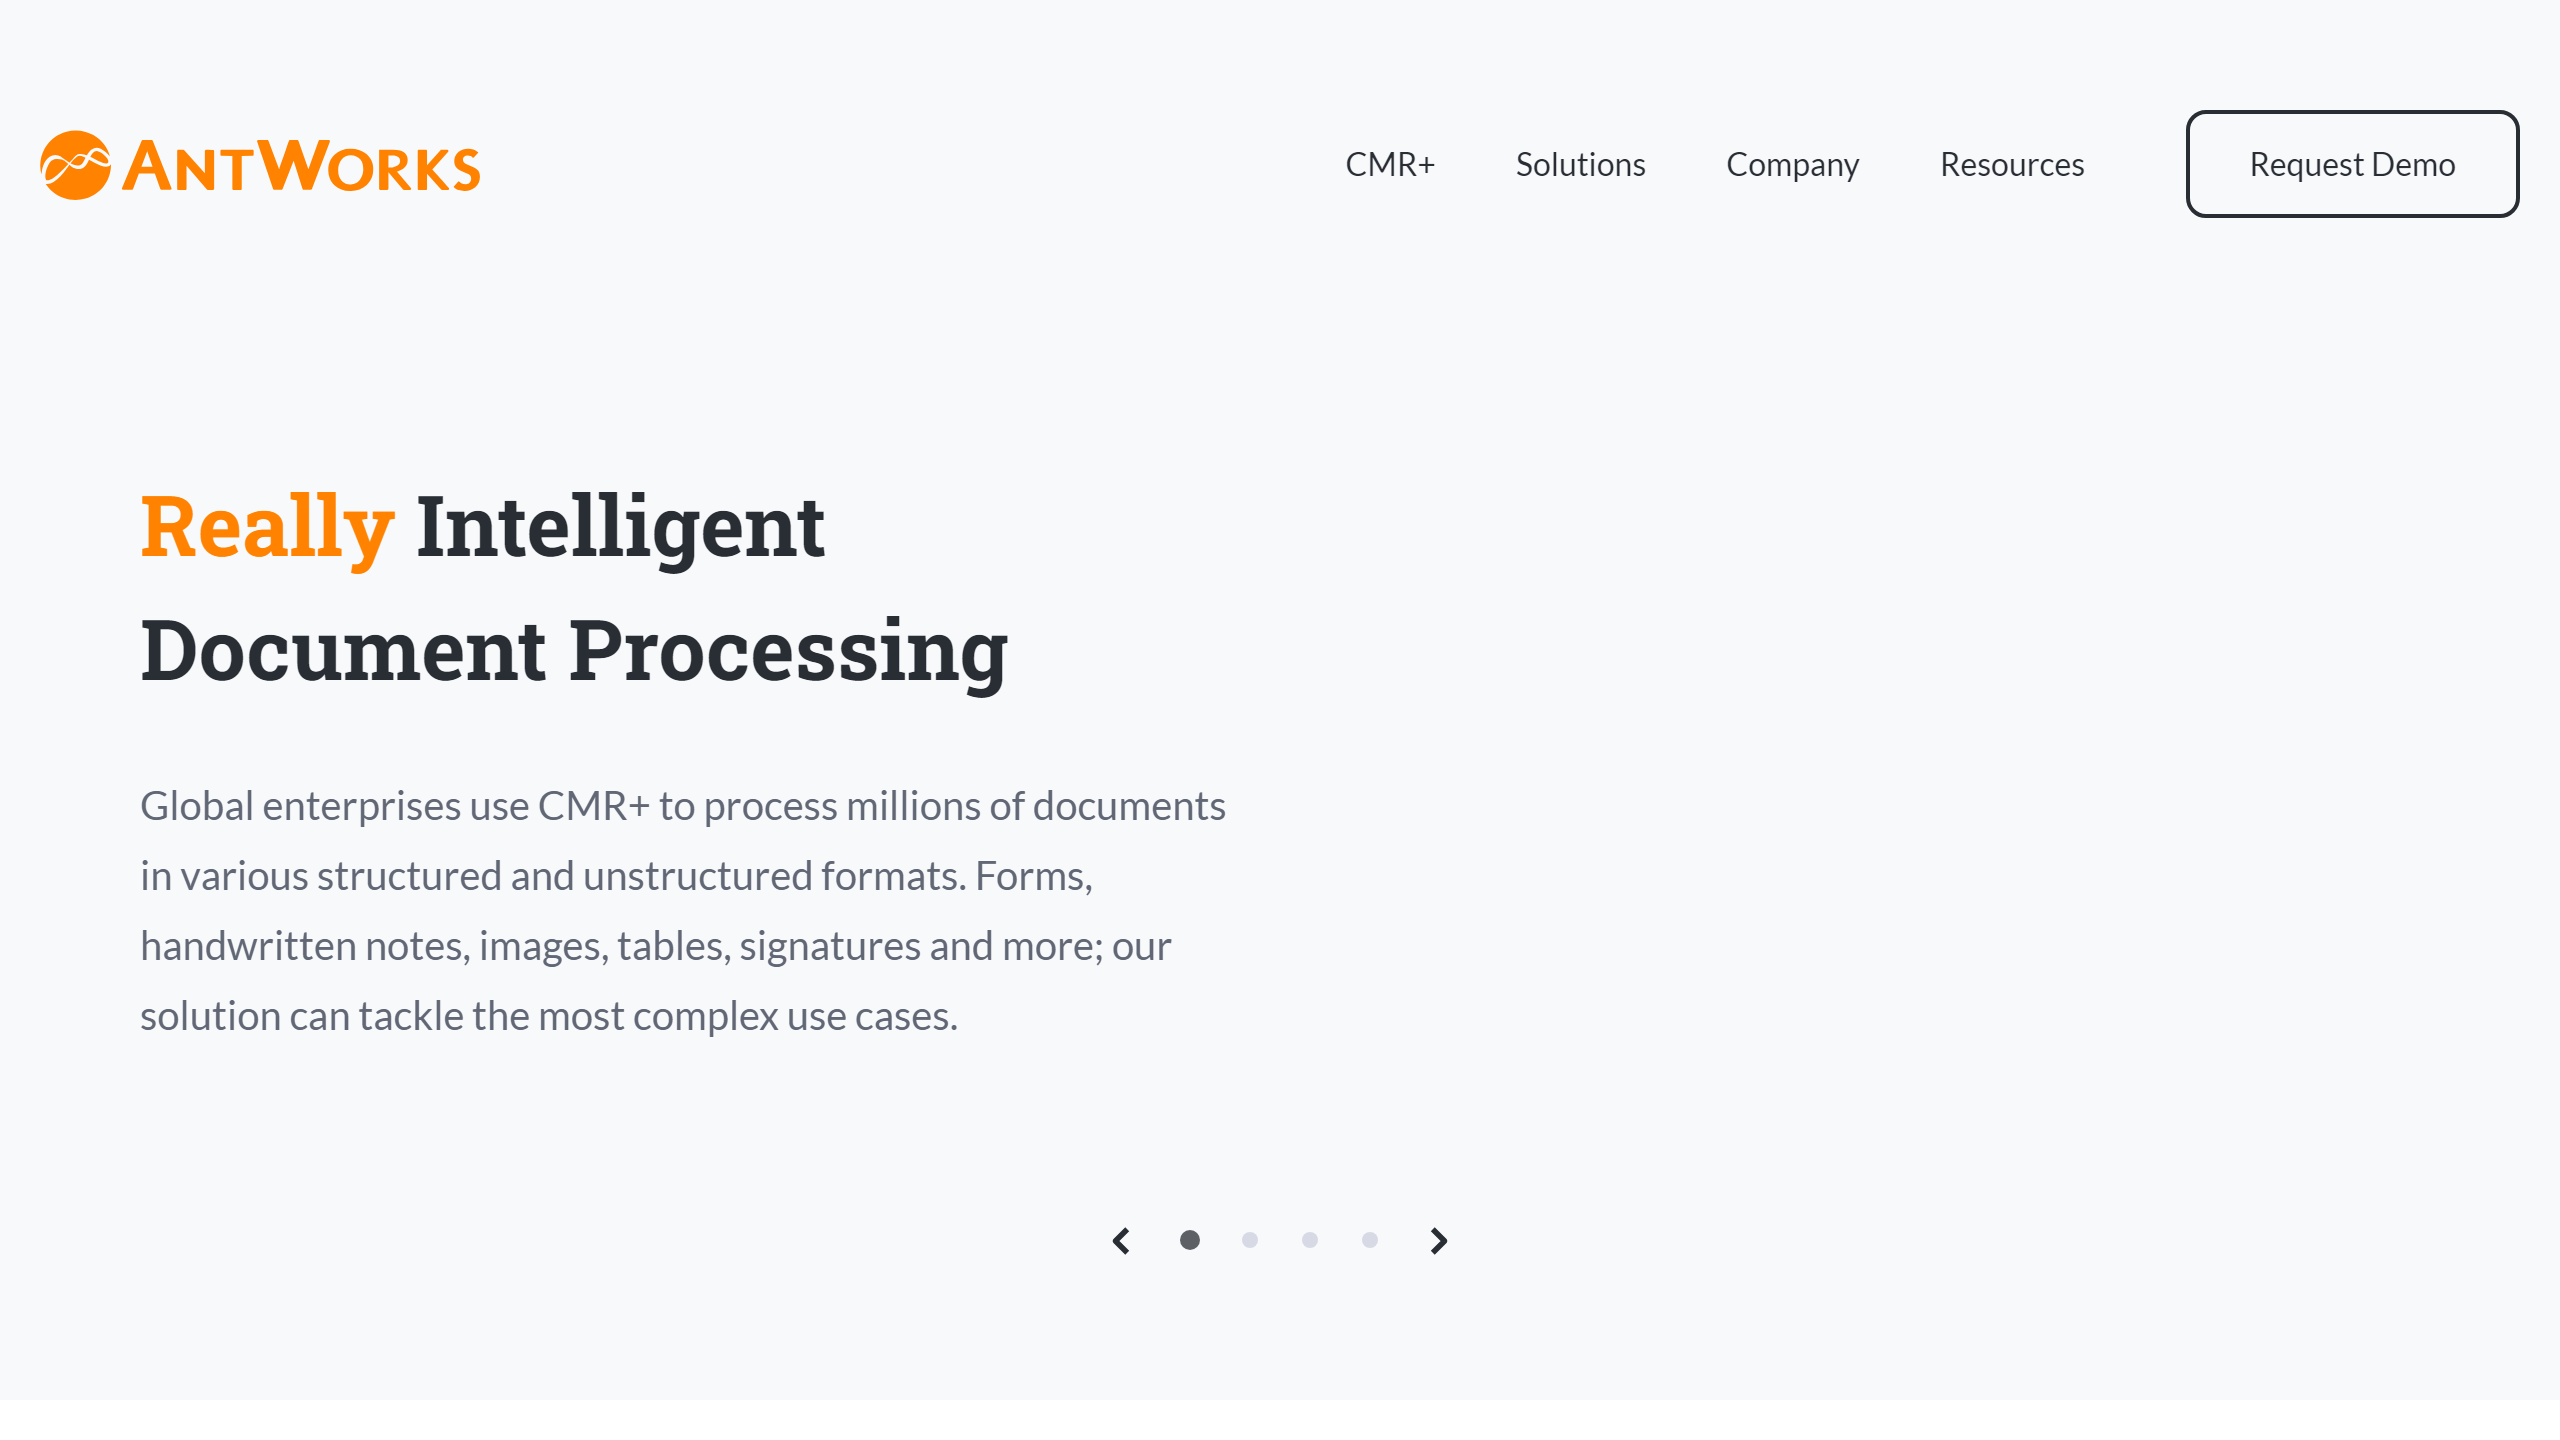 ANTWORKS
CMR+ Solutions Company Resources Request Demo
Really Intelligent
Document Processing
Global enterprises use CMR+ to process millions of documents
in various structured and unstructured formats. Forms,
handwritten notes, images, tables, signatures and more; our
solution can tackle the most complex use cases.